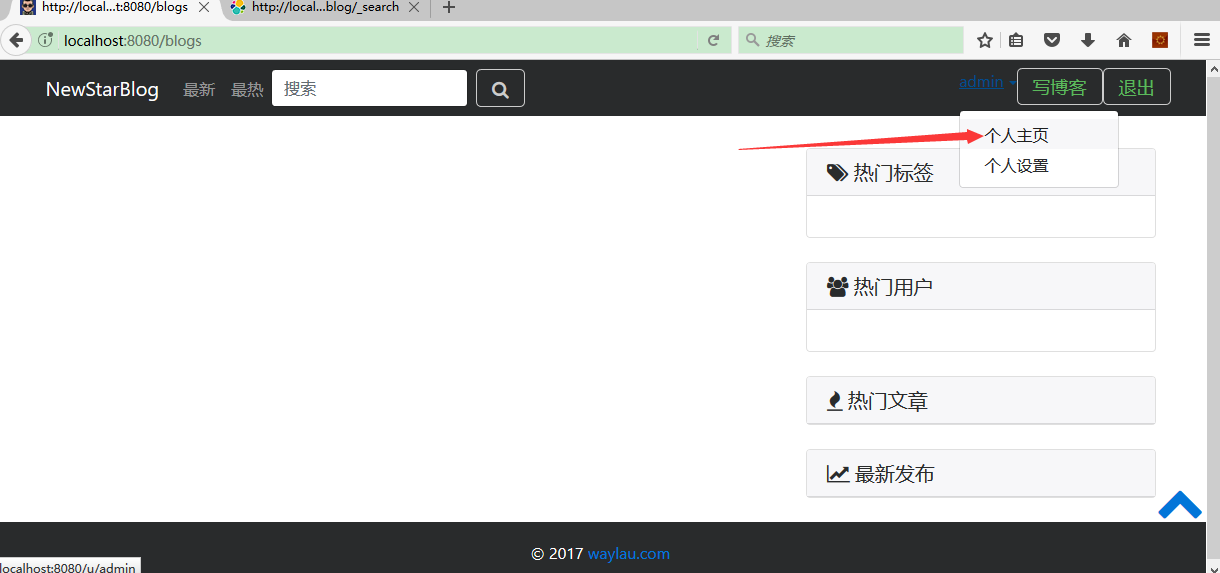 http://local...t:8080/blogs
http://local...blog/_search
localhost:8080/blogs
搜索
NewStarBlog 最新 最热 搜索 admin 写博客 退出
个人主页
个人设置
热门标签
热门用户
热门文章
最新发布
© 2017 waylau.com
localhost:8080/u/admin